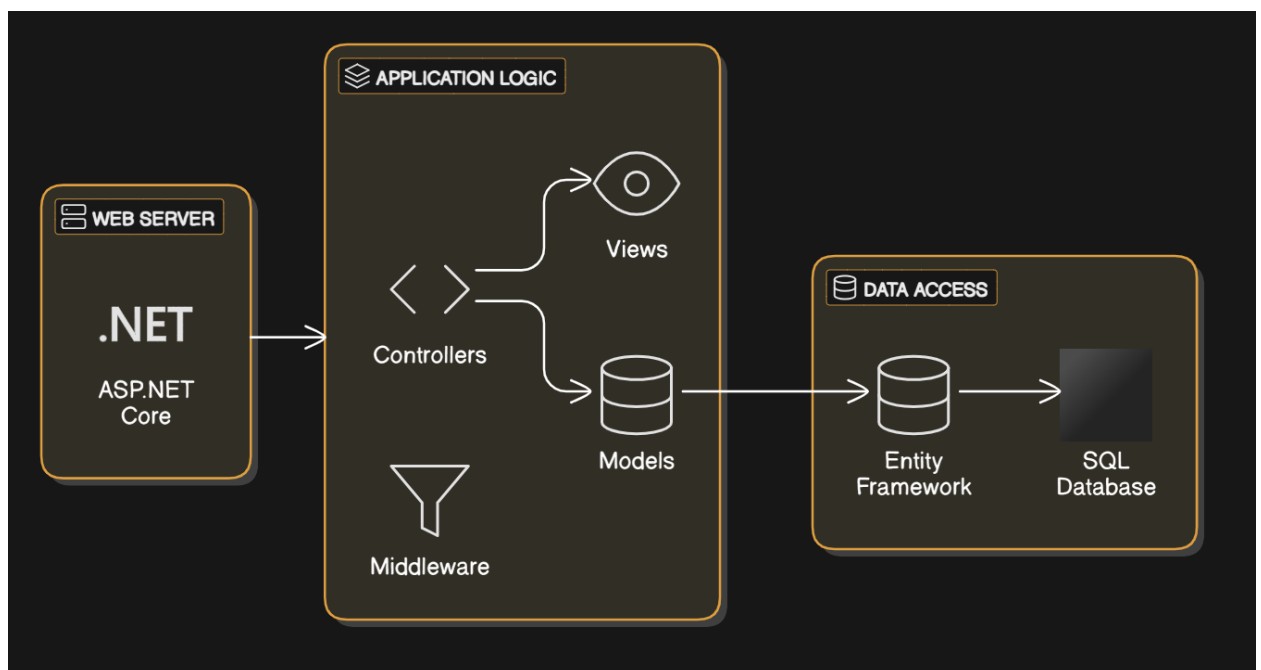 WEB SERVER
.NET
ASP.NET
Core
APPLICATION LOGIC
Views
Controllers
Models
Middleware
DATA ACCESS
Entity
Framework
SQL
Database